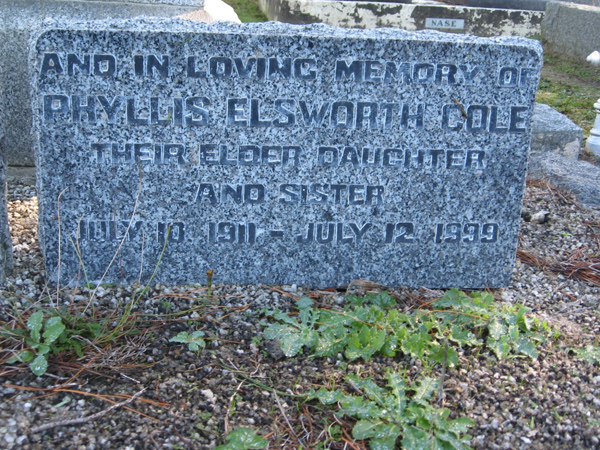 NASE
AND IN LOVING MEMORY OF
PHYLLIS ELSWORTH COLE
THEIR ELDER DAUGHTER
AND SISTER
JULY 10. 1911 - JULY 12. 1999